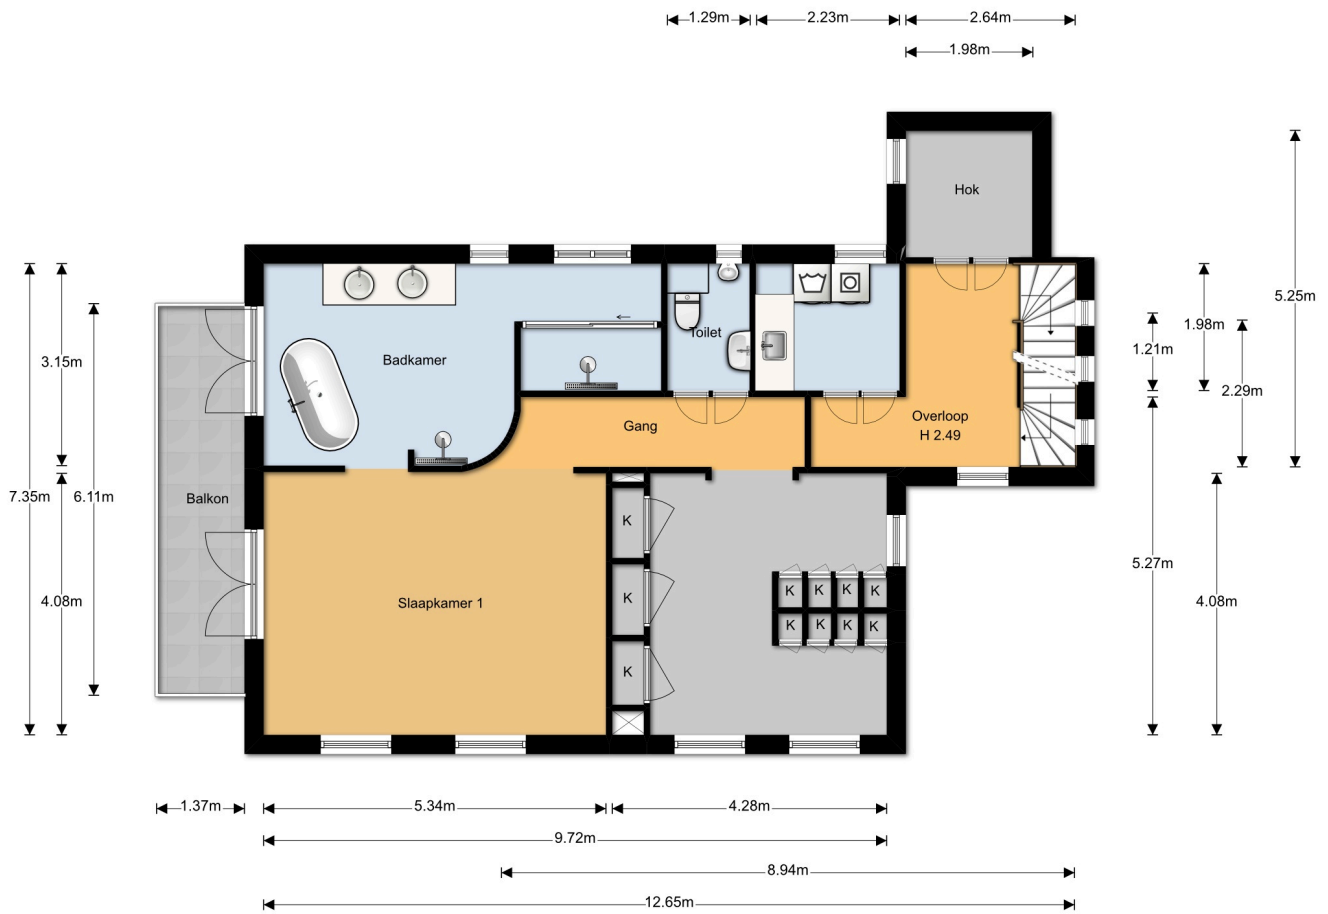 1.29m
2.23m
2.64m
1.98m
Hok
5.25m
1.98m
1.21m
2.29m
3.15m
Badkamer
Toilet
Gang
Overloop
H 2.49
7.35m
6.11m
Balkon
K
K
K
K
K
K
K
K
K
K
K
5.27m
4.08m
4.08m
Slaapkamer 1
1.37m
5.34m
4.28m
9.72m
8.94m
12.65m